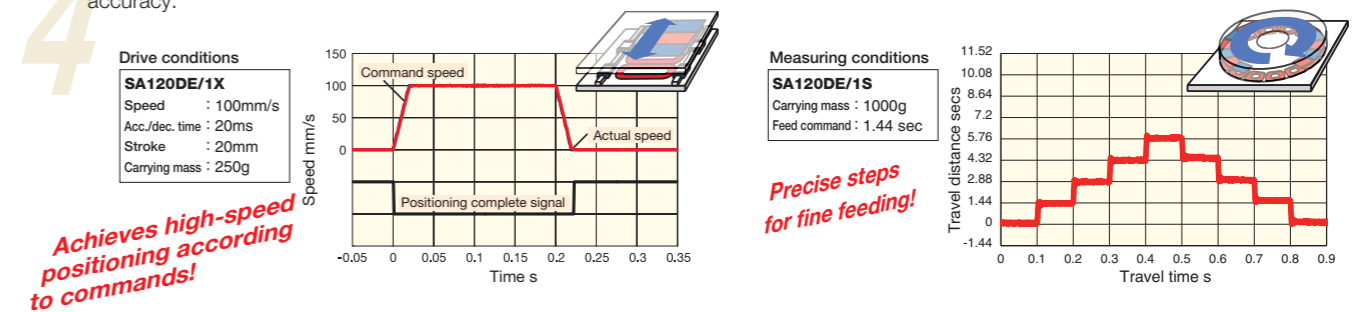 accuracy.
4
Drive conditions
SA120DE/1X
Speed : 100mm/s
Acc./dec. time : 20ms
Stroke : 20mm
Carrying mass : 250g
Achieves high-speed
positioning according
to commands!
Speed mm/s
150
100
50
0
Command speed
Actual speed
Positioning complete signal
-0.05 0 0.05 0.1 0.15 0.2 0.25 0.3 0.35
Time s
Measuring conditions
SA120DE/1S
Carrying mass : 1000g
Feed command : 1.44 sec
Precise steps
for fine feeding!
Travel distance secs
11.52
10.08
8.64
7.2
5.76
4.32
2.88
1.44
0
-1.44
0 0.1 0.2 0.3 0.4 0.5 0.6 0.7 0.8 0.9
Travel time s